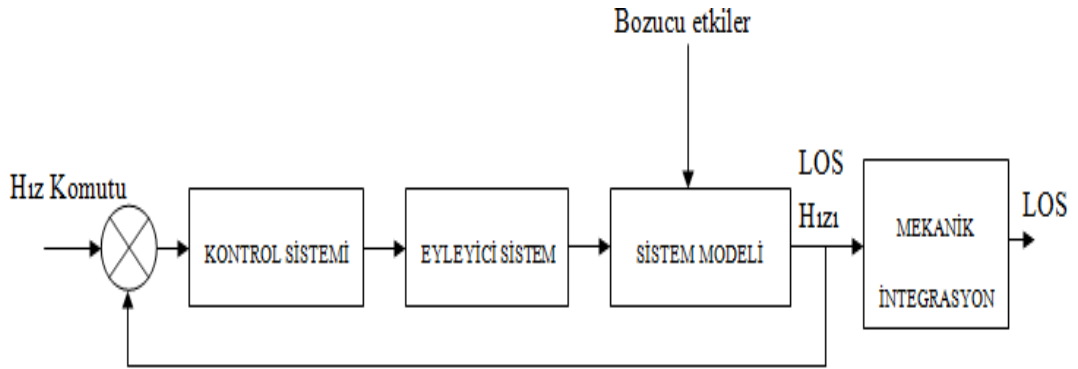 Bozucu etkiler
Hız Komutu
KONTROL SİSTEMİ
EYLEYİCİ SİSTEM
SİSTEM MODELİ
LOS
Hızı
MEKANİK
İNTEGRASYON
LOS